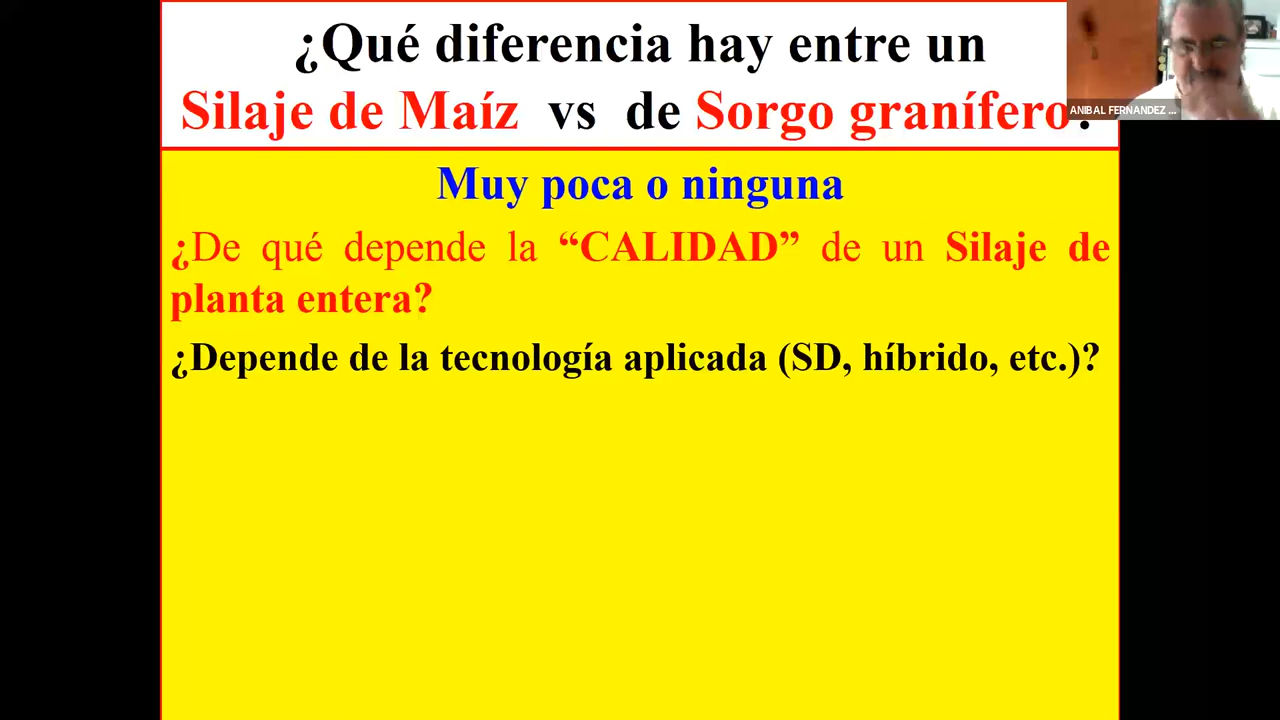 ¿Qué diferencia hay entre un
Silaje de Maíz vs de Sorgo granífero?
ANIBAL FERNANDEZ ...
Muy poca o ninguna
¿De qué depende la “CALIDAD” de un Silaje de
planta entera?
¿Depende de la tecnología aplicada (SD, híbrido, etc.)?